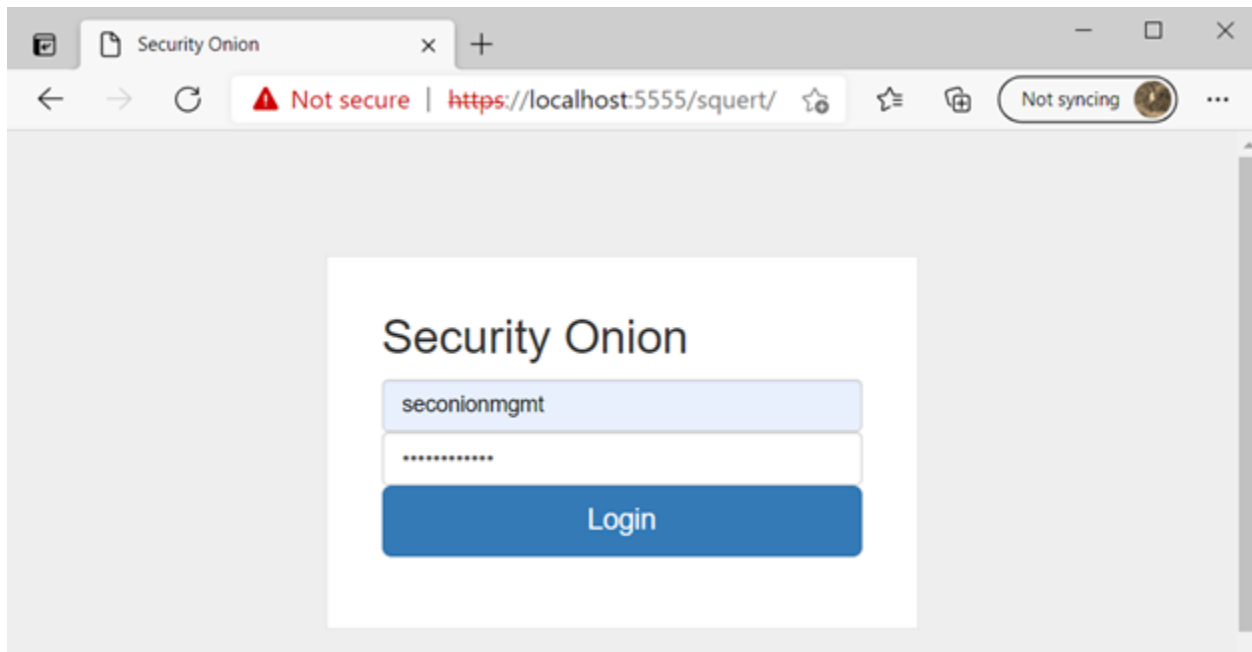 Security Onion
Not secure | https://localhost:5555/squert/ Not syncing
Security Onion
seconionmgmt
••••••••••••
Login